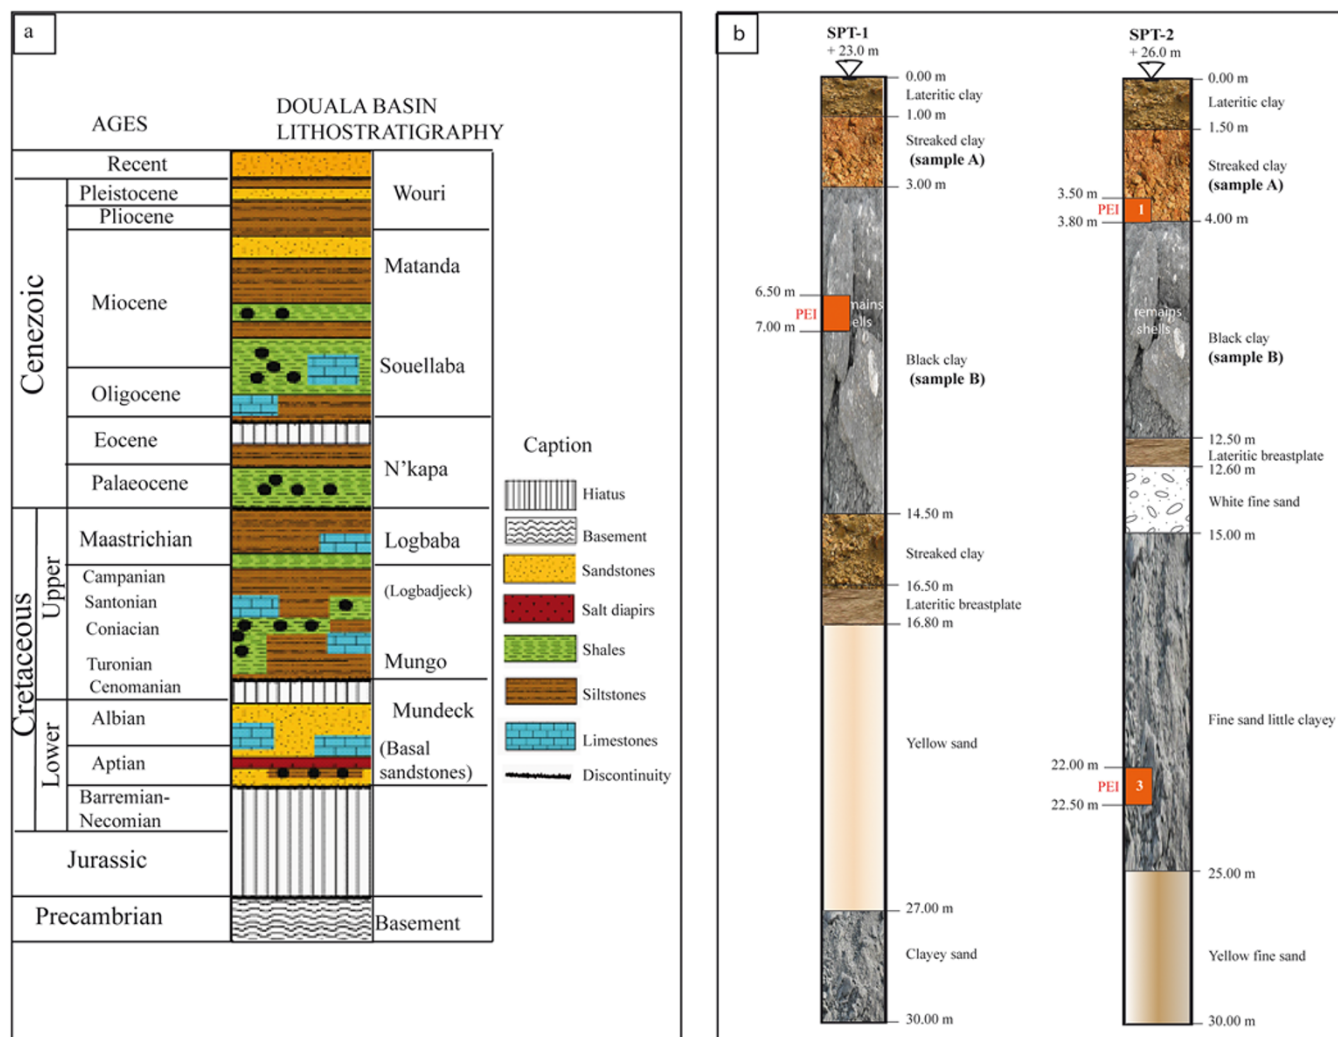 a
AGES
DOUALA BASIN
LITHOSTRATIGRAPHY
Recent
Pleistocene
Pliocene
Miocene
Oligocene
Eocene
Palaeocene
Cenezoic
Maastrichian
Campanian
Santonian
Coniacian
Turonian
Cenomanian
Upper
Albian
Aptian
Barremian-
Necomian
Lower
Cretaceous
Jurassic
Precambrian
Wouri
Matanda
Souellaba
N'kapa
Logbaba
(Logbadjeck)
Mungo
Mundeck
(Basal
sandstones)
Basement
Caption
Hiatus
Basement
Sandstones
Salt diapirs
Shales
Siltstones
Limestones
Discontinuity
b
SPT-1
+ 23.0 m
0.00 m
Lateritic clay
1.00 m
Streaked clay
(sample A)
3.00 m
6.50 m
PEI
7.00 m
mains
ells
Black clay
(sample B)
14.50 m
Streaked clay
16.50 m
Lateritic breastplate
16.80 m
Yellow sand
27.00 m
Clayey sand
30.00 m
SPT-2
+ 26.0 m
0.00 m
Lateritic clay
1.50 m
Streaked clay
(sample A)
3.50 m
PEI 1
3.80 m
4.00 m
remains
shells
Black clay
(sample B)
12.50 m
Lateritic breastplate
12.60 m
White fine sand
15.00 m
Fine sand little clayey
22.00 m
PEI 3
22.50 m
25.00 m
Yellow fine sand
30.00 m